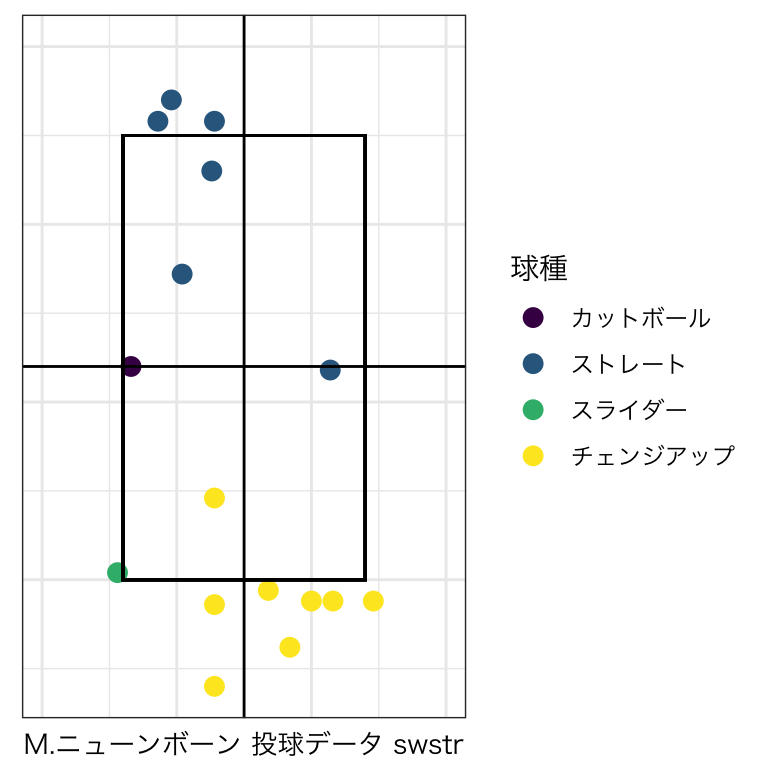 球種
カットボール
ストレート
スライダー
チェンジアップ
M.ニューンボーン 投球データ swstr